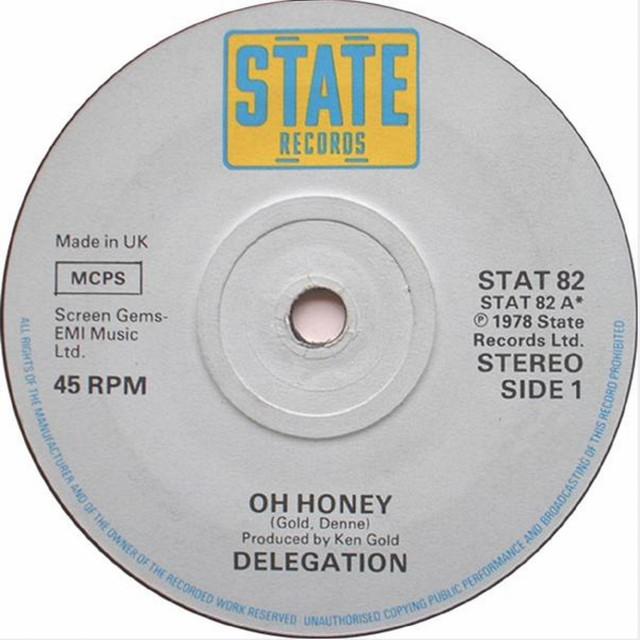 STATE
RECORDS
Made in UK
MCPS
Screen Gems-
EMI Music
Ltd.
45 RPM
STAT 82
STAT 82 A*
℗ 1978 State
Records Ltd.
STEREO
SIDE 1
OH HONEY
(Gold, Denne)
Produced by Ken Gold
DELEGATION
ALL RIGHTS OF THE MANUFACTURER AND OF THE OWNER OF THE RECORDED WORK RESERVED UNAUTHORISED COPYING PUBLIC PERFORMANCE AND BROADCASTING OF THIS RECORD PROHIBITED